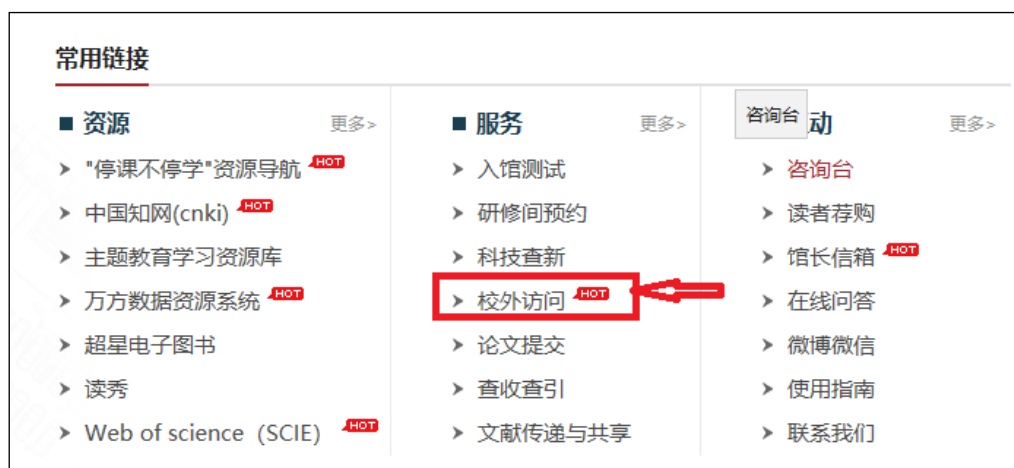 常用链接
资源 更多>
"停课不停学"资源导航 HOT
中国知网(cnki) HOT
主题教育学习资源库
万方数据资源系统 HOT
超星电子图书
读秀
Web of science (SCIE) HOT
服务 更多>
入馆测试
研修间预约
科技查新
校外访问 HOT
论文提交
查收查引
文献传递与共享
咨询台
动 更多>
咨询台
读者荐购
馆长信箱 HOT
在线问答
微博微信
使用指南
联系我们